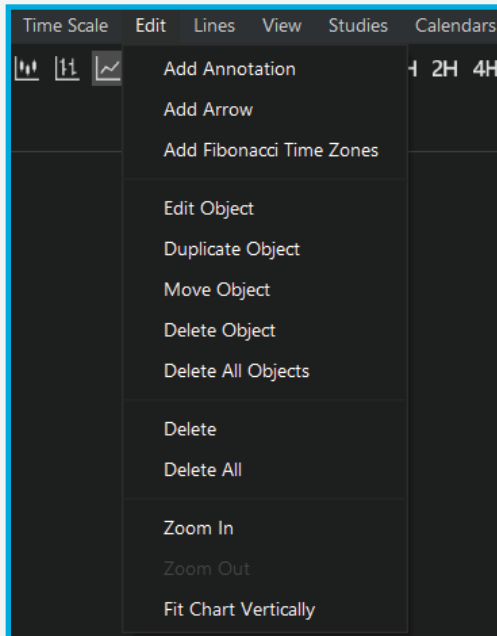 Time Scale Edit Lines View Studies Calendars
2H 4H
Add Annotation
Add Arrow
Add Fibonacci Time Zones
Edit Object
Duplicate Object
Move Object
Delete Object
Delete All Objects
Delete
Delete All
Zoom In
Zoom Out
Fit Chart Vertically